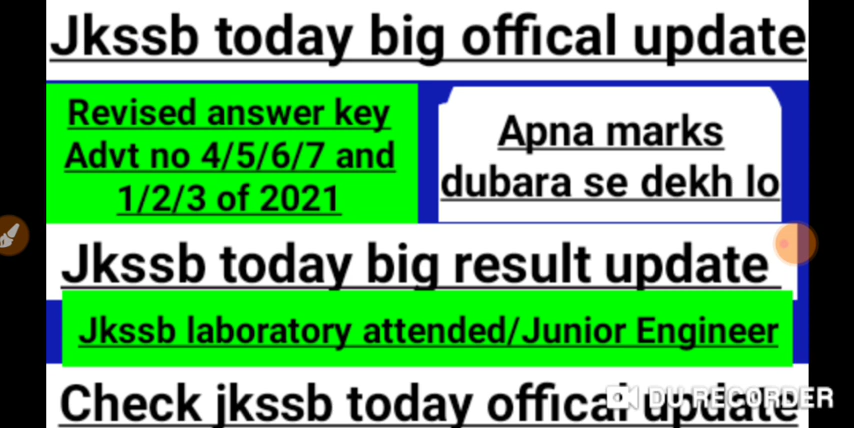 Jkssb today big offical update
Revised answer key
Advt no 4/5/6/7 and
1/2/3 of 2021
Apna marks
dubara se dekh lo
Jkssb today big result update
Jkssb laboratory attended/Junior Engineer
Check jkssb today offical update
DU RECORDER